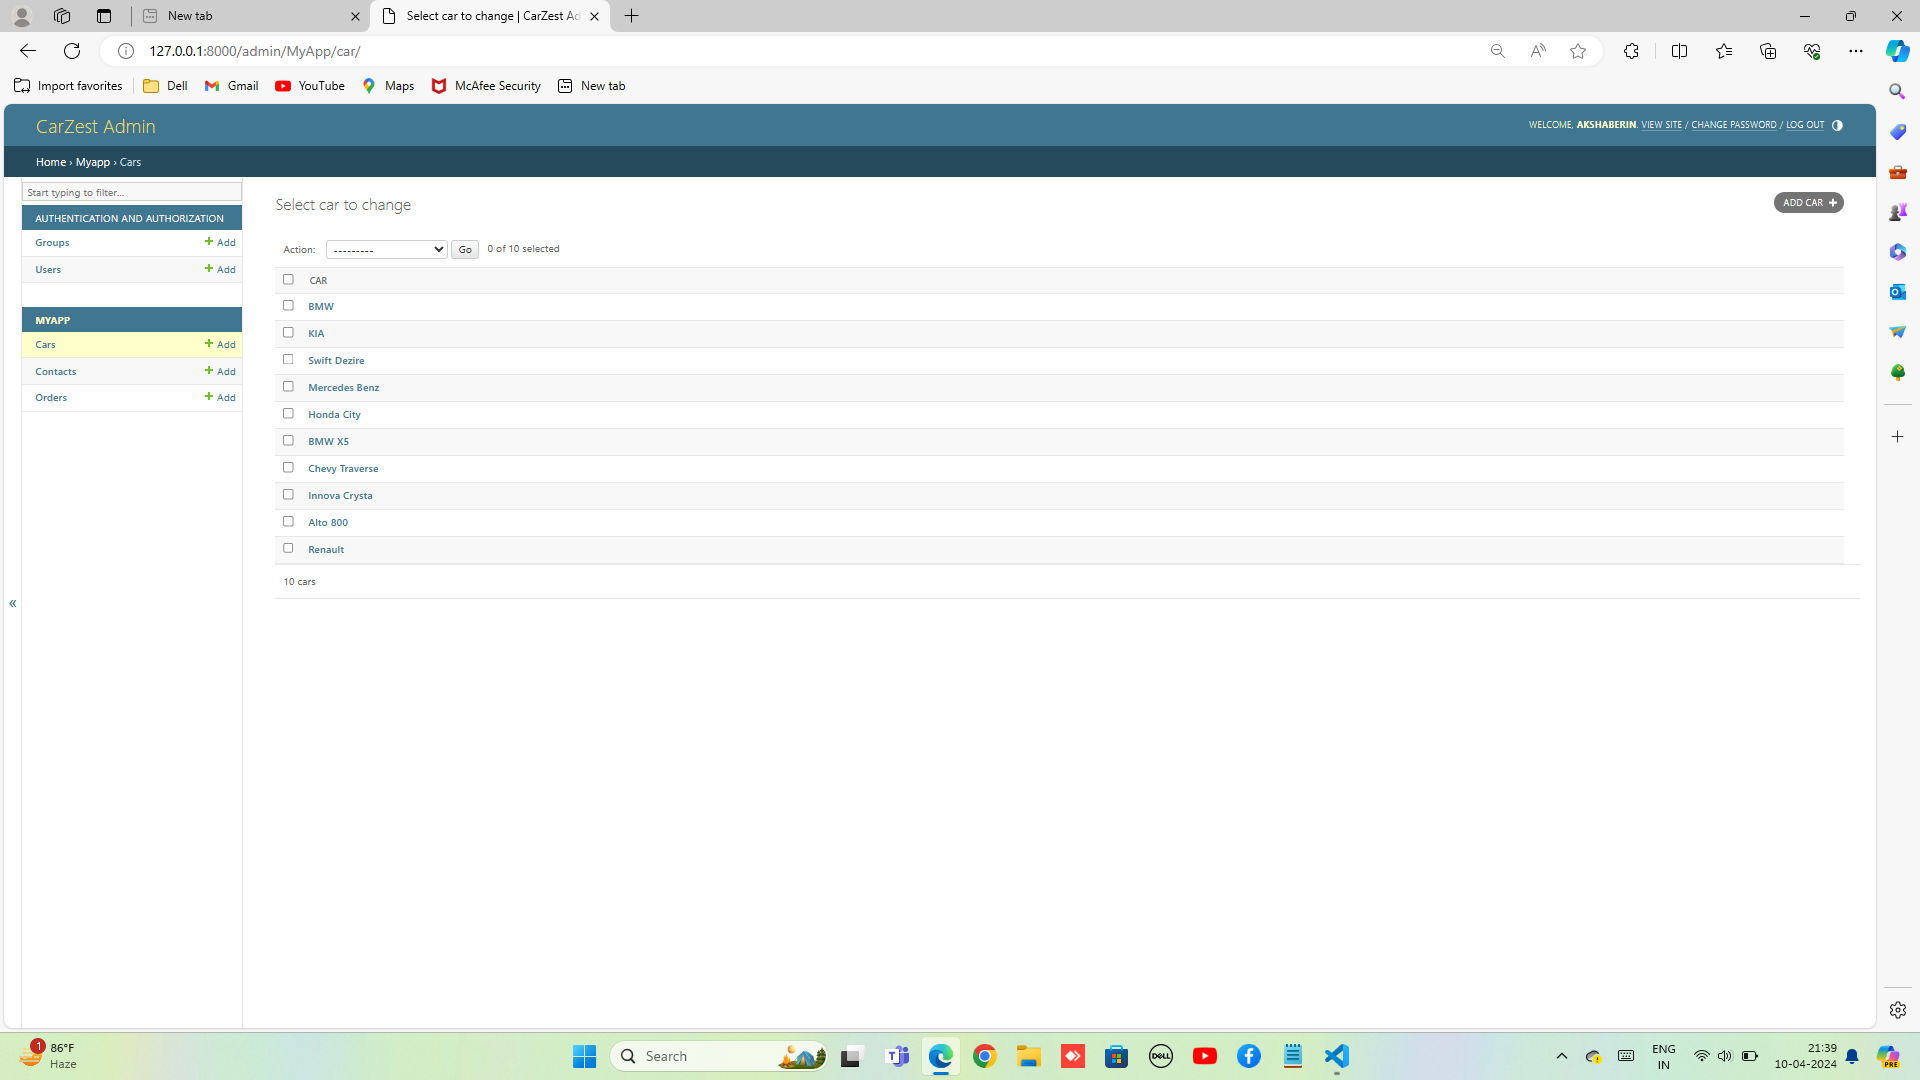 New tab
Select car to change | CarZest Ad
127.0.0.1:8000/admin/MyApp/car/
Import favorites
Dell
Gmail
YouTube
Maps
McAfee Security
New tab
CarZest Admin
WELCOME, AKSHABERIN. VIEW SITE / CHANGE PASSWORD / LOG OUT
Home › Myapp › Cars
Start typing to filter...
AUTHENTICATION AND AUTHORIZATION
Groups + Add
Users + Add
MYAPP
Cars + Add
Contacts + Add
Orders + Add
«
Select car to change
ADD CAR +
Action: --------- Go 0 of 10 selected
CAR
BMW
KIA
Swift Dezire
Mercedes Benz
Honda City
BMW X5
Chevy Traverse
Innova Crysta
Alto 800
Renault
10 cars
1
86°F
Haze
Search
DELL
PRE
ENG
IN
21:39
10-04-2024